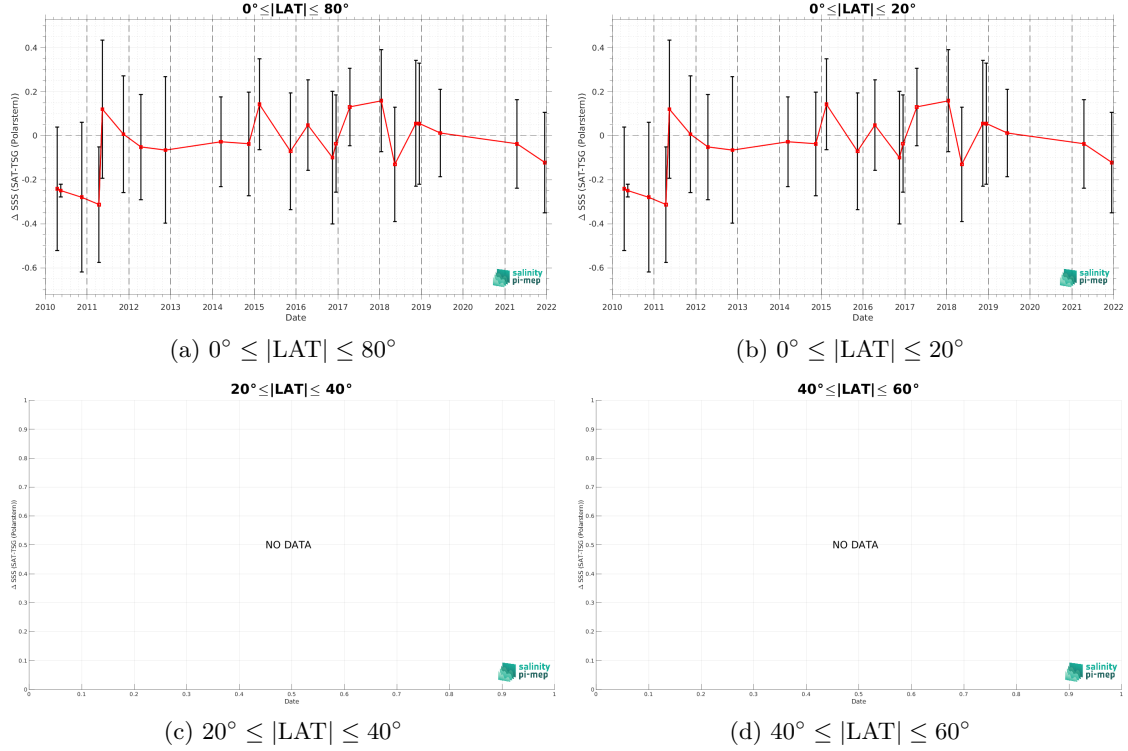 0°≤|LAT|≤ 80°
0.4
0.2
0
-0.2
-0.4
-0.6
Δ SSS (SAT-TSG (Polarstern))
2010 2011 2012 2013 2014 2015 2016 2017 2018 2019 2020 2021 2022
Date
salinity
pi-mep
(a) 0° ≤ |LAT| ≤ 80°
0°≤|LAT|≤ 20°
0.4
0.2
0
-0.2
-0.4
-0.6
Δ SSS (SAT-TSG (Polarstern))
2010 2011 2012 2013 2014 2015 2016 2017 2018 2019 2020 2021 2022
Date
salinity
pi-mep
(b) 0° ≤ |LAT| ≤ 20°
20°≤|LAT|≤ 40°
1
0.9
0.8
0.7
0.6
0.5
0.4
0.3
0.2
0.1
0
Δ SSS (SAT-TSG (Polarstern))
NO DATA
0 0.1 0.2 0.3 0.4 0.5 0.6 0.7 0.8 0.9 1
Date
salinity
pi-mep
(c) 20° ≤ |LAT| ≤ 40°
40°≤|LAT|≤ 60°
1
0.9
0.8
0.7
0.6
0.5
0.4
0.3
0.2
0.1
0
Δ SSS (SAT-TSG (Polarstern))
NO DATA
0 0.1 0.2 0.3 0.4 0.5 0.6 0.7 0.8 0.9 1
Date
salinity
pi-mep
(d) 40° ≤ |LAT| ≤ 60°